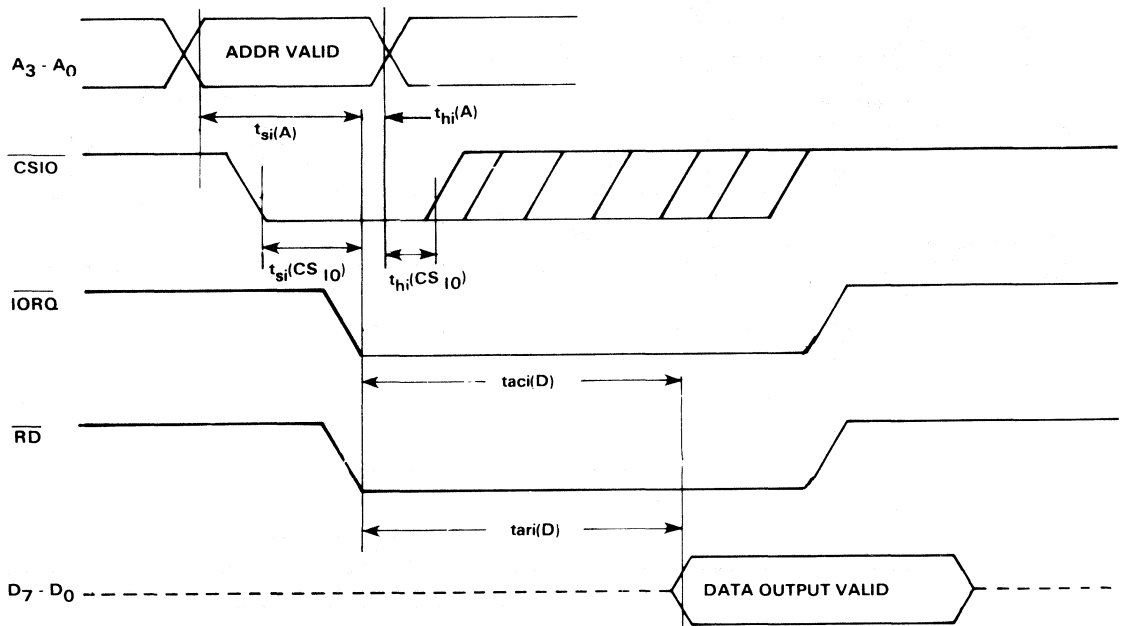 A3 - A0
ADDR VALID
tsi(A)
thi(A)
CSIO
tsi(CS IO)
thi(CS IO)
IORQ
taci(D)
RD
tari(D)
D7 - D0
DATA OUTPUT VALID